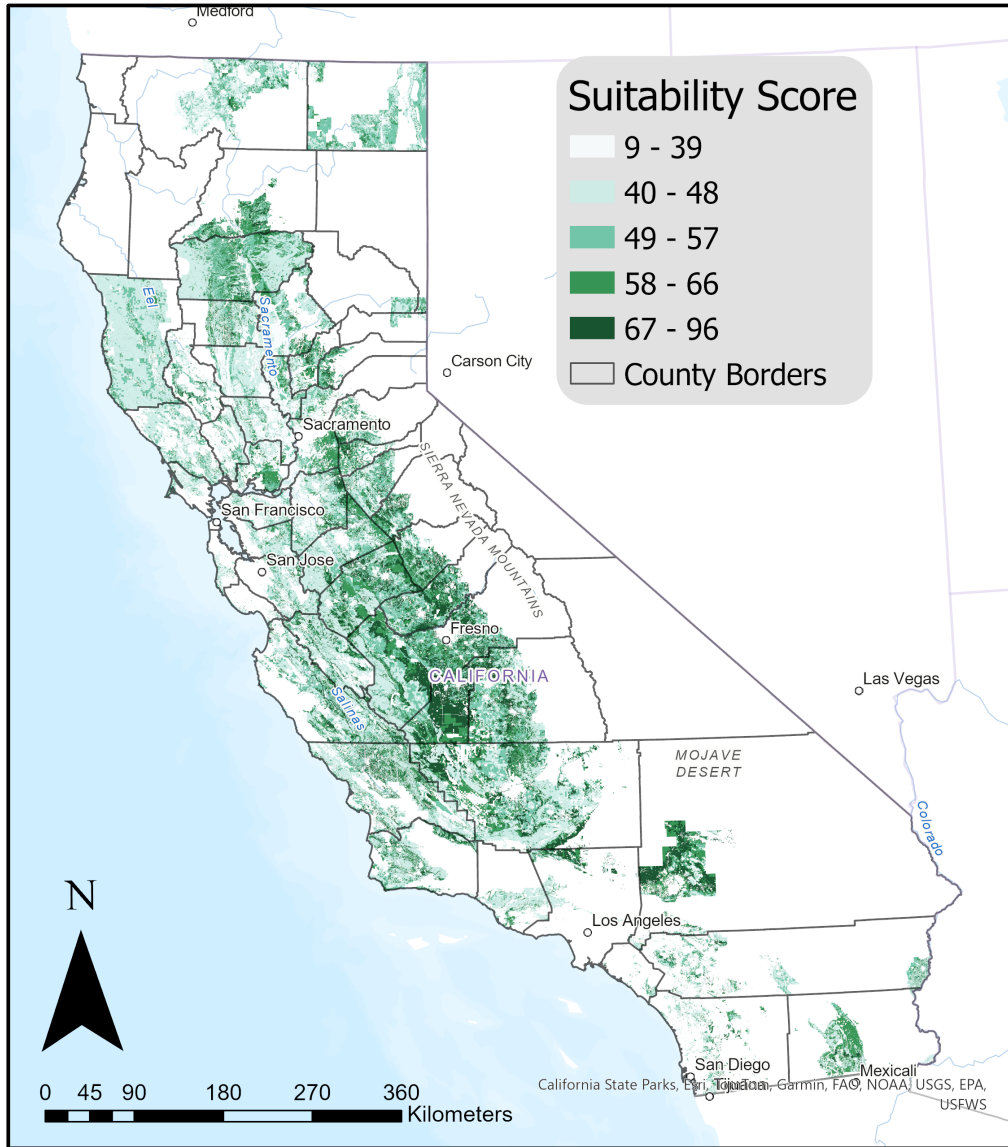 Medford
Suitability Score
9 - 39
40 - 48
49 - 57
58 - 66
67 - 96
County Borders
Eel
Sacramento
Carson City
Sacramento
SIERRA NEVADA MOUNTAINS
San Francisco
San Jose
Fresno
CALIFORNIA
Las Vegas
Salinas
MOJAVE
DESERT
Colorado
N
Los Angeles
San Diego
Mexicali
Tijuana
California State Parks, Esri, TomTom, Garmin, FAO, NOAA, USGS, EPA,
USFWS
0 45 90 180 270 360
Kilometers